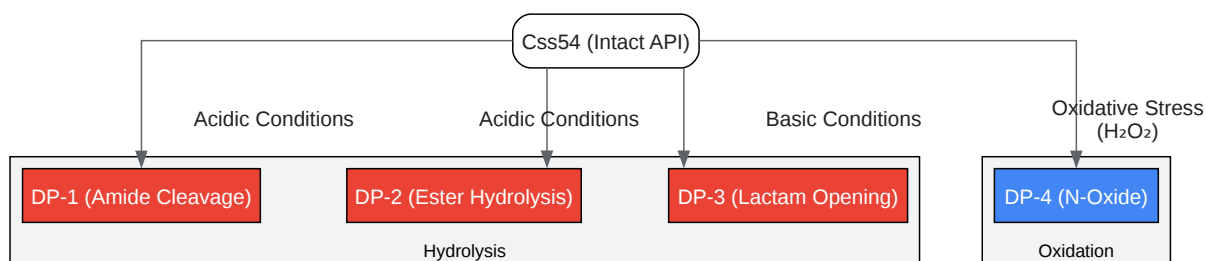 Css54 (Intact API)
Acidic Conditions
Acidic Conditions
Basic Conditions
Oxidative Stress
(H₂O₂)
DP-1 (Amide Cleavage)
DP-2 (Ester Hydrolysis)
DP-3 (Lactam Opening)
DP-4 (N-Oxide)
Hydrolysis
Oxidation